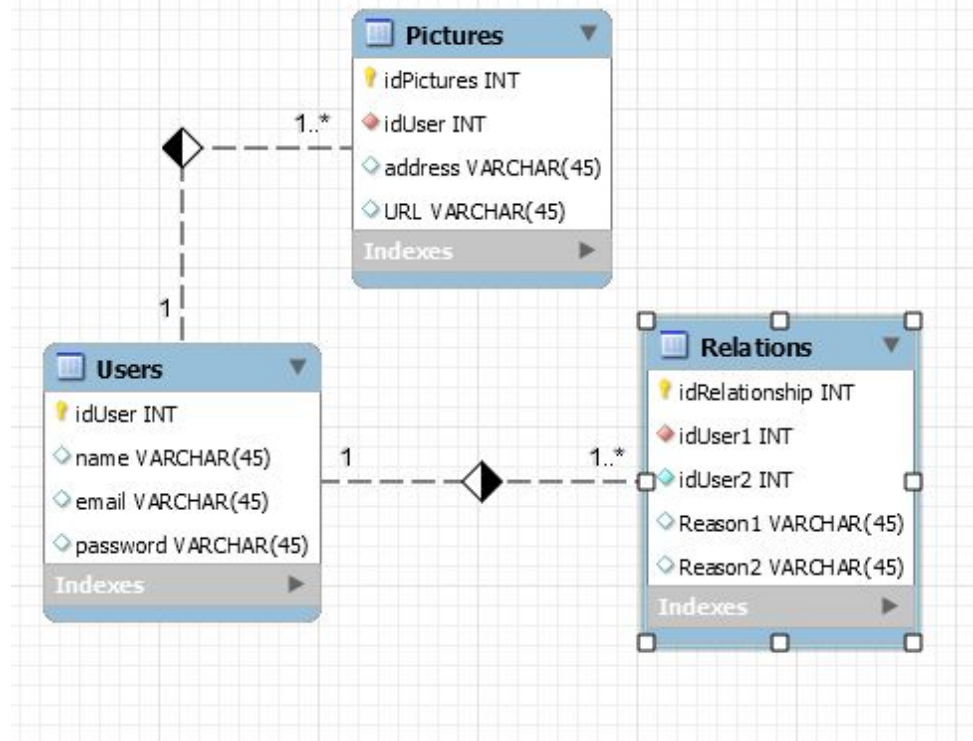 Pictures
idPictures INT
idUser INT
address VARCHAR(45)
URL VARCHAR(45)
Indexes
1..*
1
Users
idUser INT
name VARCHAR(45)
email VARCHAR(45)
password VARCHAR(45)
Indexes
1
1..*
Relations
idRelationship INT
idUser1 INT
idUser2 INT
Reason1 VARCHAR(45)
Reason2 VARCHAR(45)
Indexes